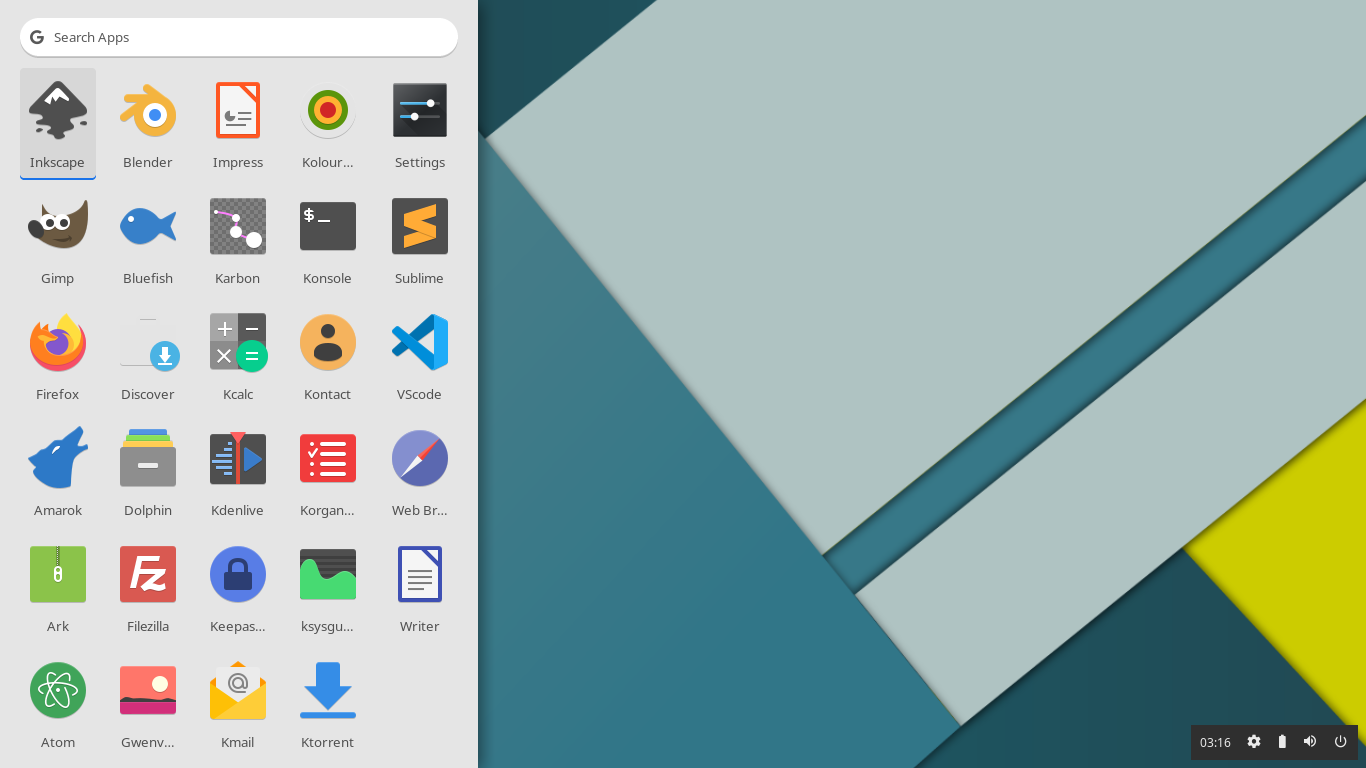 Search Apps
Inkscape Blender Impress Kolour... Settings
$_
Gimp Bluefish Karbon Konsole Sublime
Firefox Discover Kcalc Kontact VScode
Amarok Dolphin Kdenlive Korgan... Web Br...
Fz
Ark Filezilla Keepas... ksysgu... Writer
@
Atom Gwenv... Kmail Ktorrent
03:16